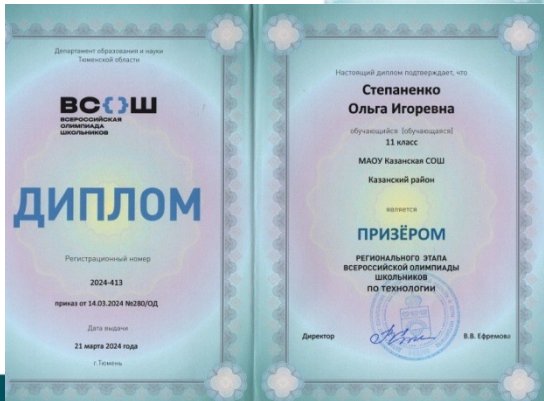 Департамент образования и науки
Тюменской области
ВС{}Ш
ВСЕРОССИЙСКАЯ
ОЛИМПИАДА
ШКОЛЬНИКОВ
ДИПЛОМ
Регистрационный номер
2024-413
приказ от 14.03.2024 №280/ОД
Дата выдачи
21 марта 2024 года
г.Тюмень
Настоящий диплом подтверждает, что
Степаненко
Ольга Игоревна
обучающийся (обучающаяся)
11 класс
МАОУ Казанская СОШ
Казанский район
является
ПРИЗЁРОМ
РЕГИОНАЛЬНОГО ЭТАПА
ВСЕРОССИЙСКОЙ ОЛИМПИАДЫ
ШКОЛЬНИКОВ
ПО ТЕХНОЛОГИИ
Директор
В.В. Ефремова